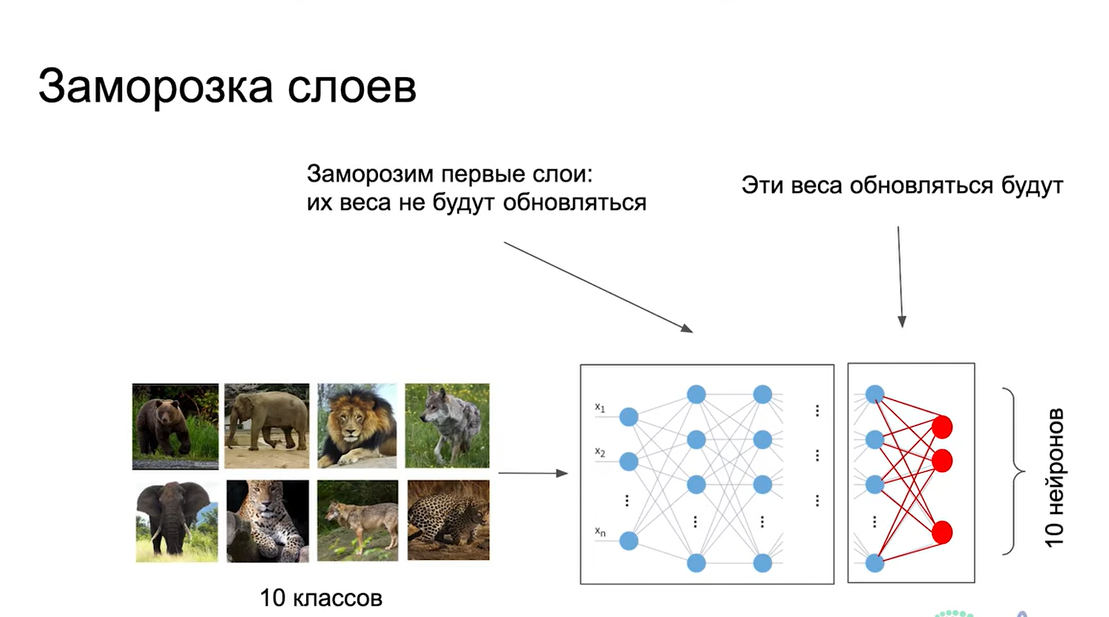 Заморозка слоев
Заморозим первые слои:
их веса не будут обновляться
Эти веса обновляться будут
x1
x2
xn
10 нейронов
10 классов